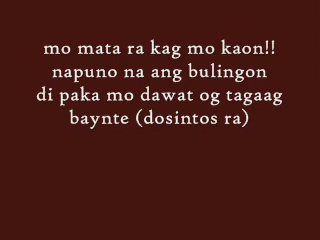 mo mata ra kag mo kaon!!
napuno na ang bulingon
di paka mo dawat og tagaag
baynte (dosintos ra)